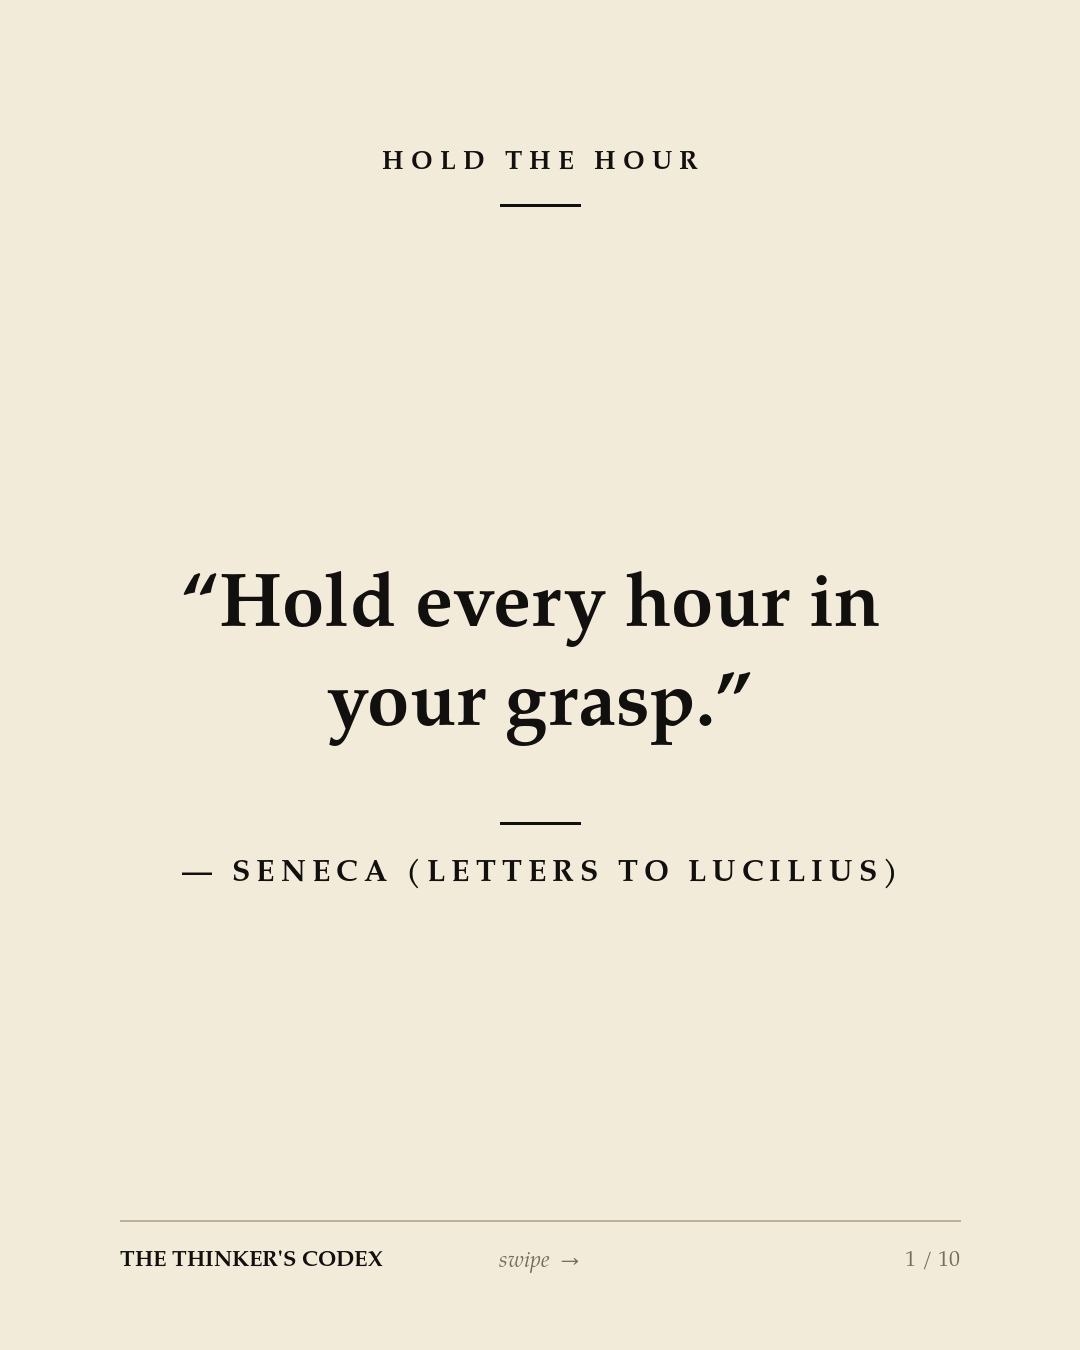 HOLD THE HOUR
“Hold every hour in
your grasp.”
— SENECA (LETTERS TO LUCILIUS)
THE THINKER'S CODEX swipe → 1 / 10